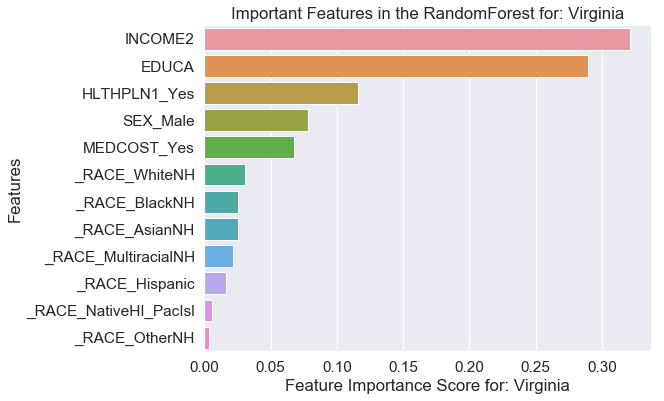 Important Features in the RandomForest for: Virginia
Features
INCOME2
EDUCA
HLTHPLN1_Yes
SEX_Male
MEDCOST_Yes
_RACE_WhiteNH
_RACE_BlackNH
_RACE_AsianNH
_RACE_MultiracialNH
_RACE_Hispanic
_RACE_NativeHI_PacIsl
_RACE_OtherNH
0.00 0.05 0.10 0.15 0.20 0.25 0.30
Feature Importance Score for: Virginia